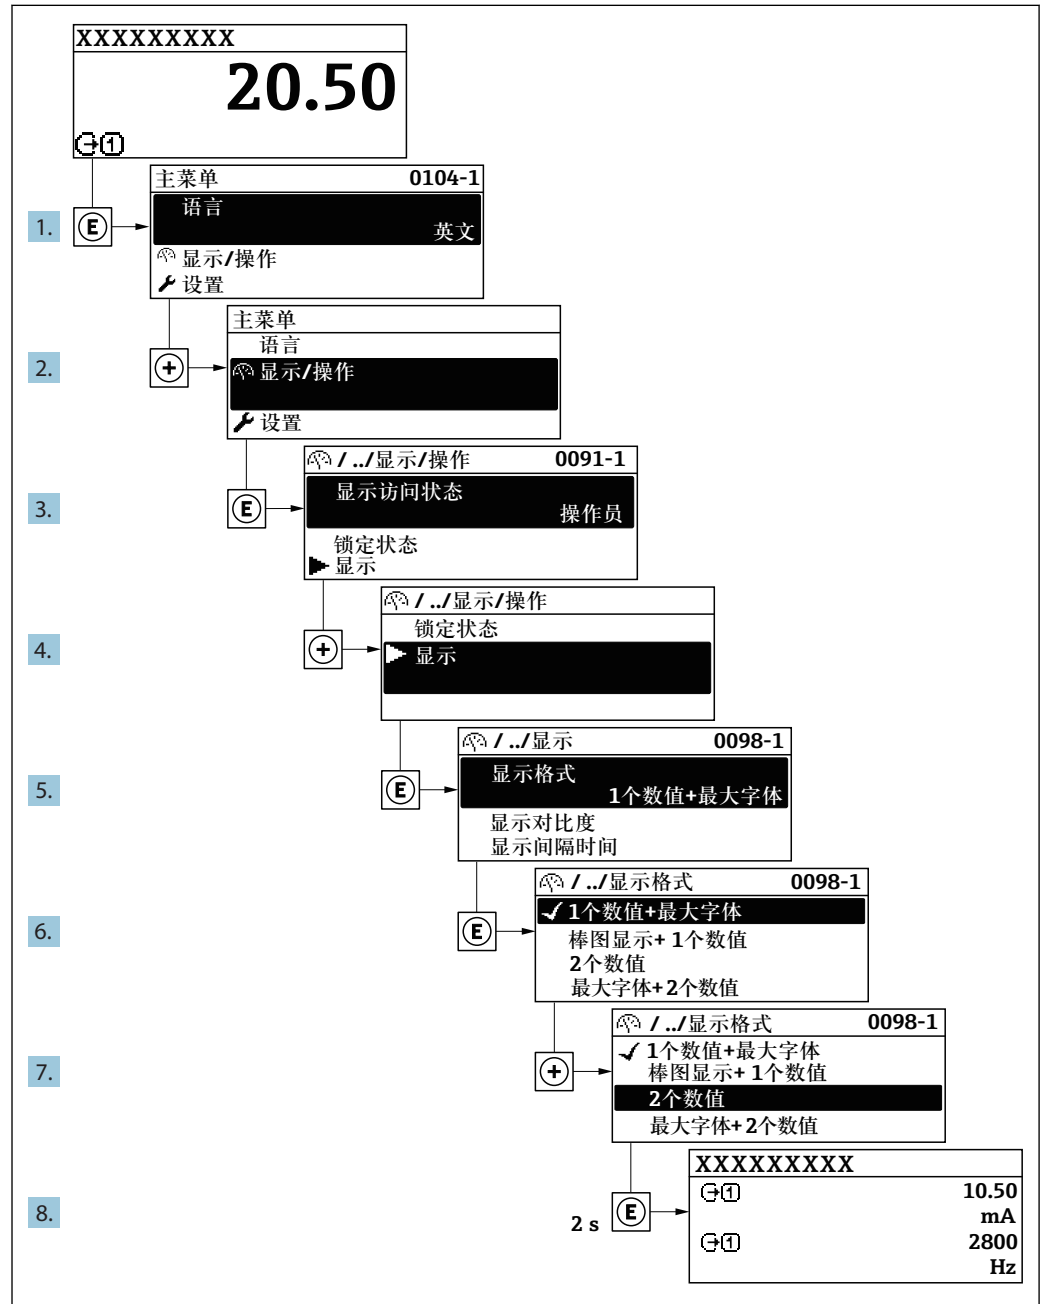 XXXXXXXXX
20.50
1
主菜单 0104-1
语言
1. E
英文
显示/操作
设置
主菜单
语言
2. + 显示/操作
设置
/ ../显示/操作 0091-1
显示访问状态
3. E
操作员
锁定状态
显示
/ ../显示/操作
锁定状态
4. + 显示
/ ../显示 0098-1
显示格式
5. E
1个数值+最大字体
显示对比度
显示间隔时间
/ ../显示格式 0098-1
1个数值+最大字体
6. E
棒图显示+ 1个数值
2个数值
最大字体+2个数值
/ ../显示格式 0098-1
1个数值+最大字体
7. + 棒图显示+ 1个数值
2个数值
最大字体+2个数值
XXXXXXXXX
1 10.50
8. 2 s E mA
1 2800
Hz